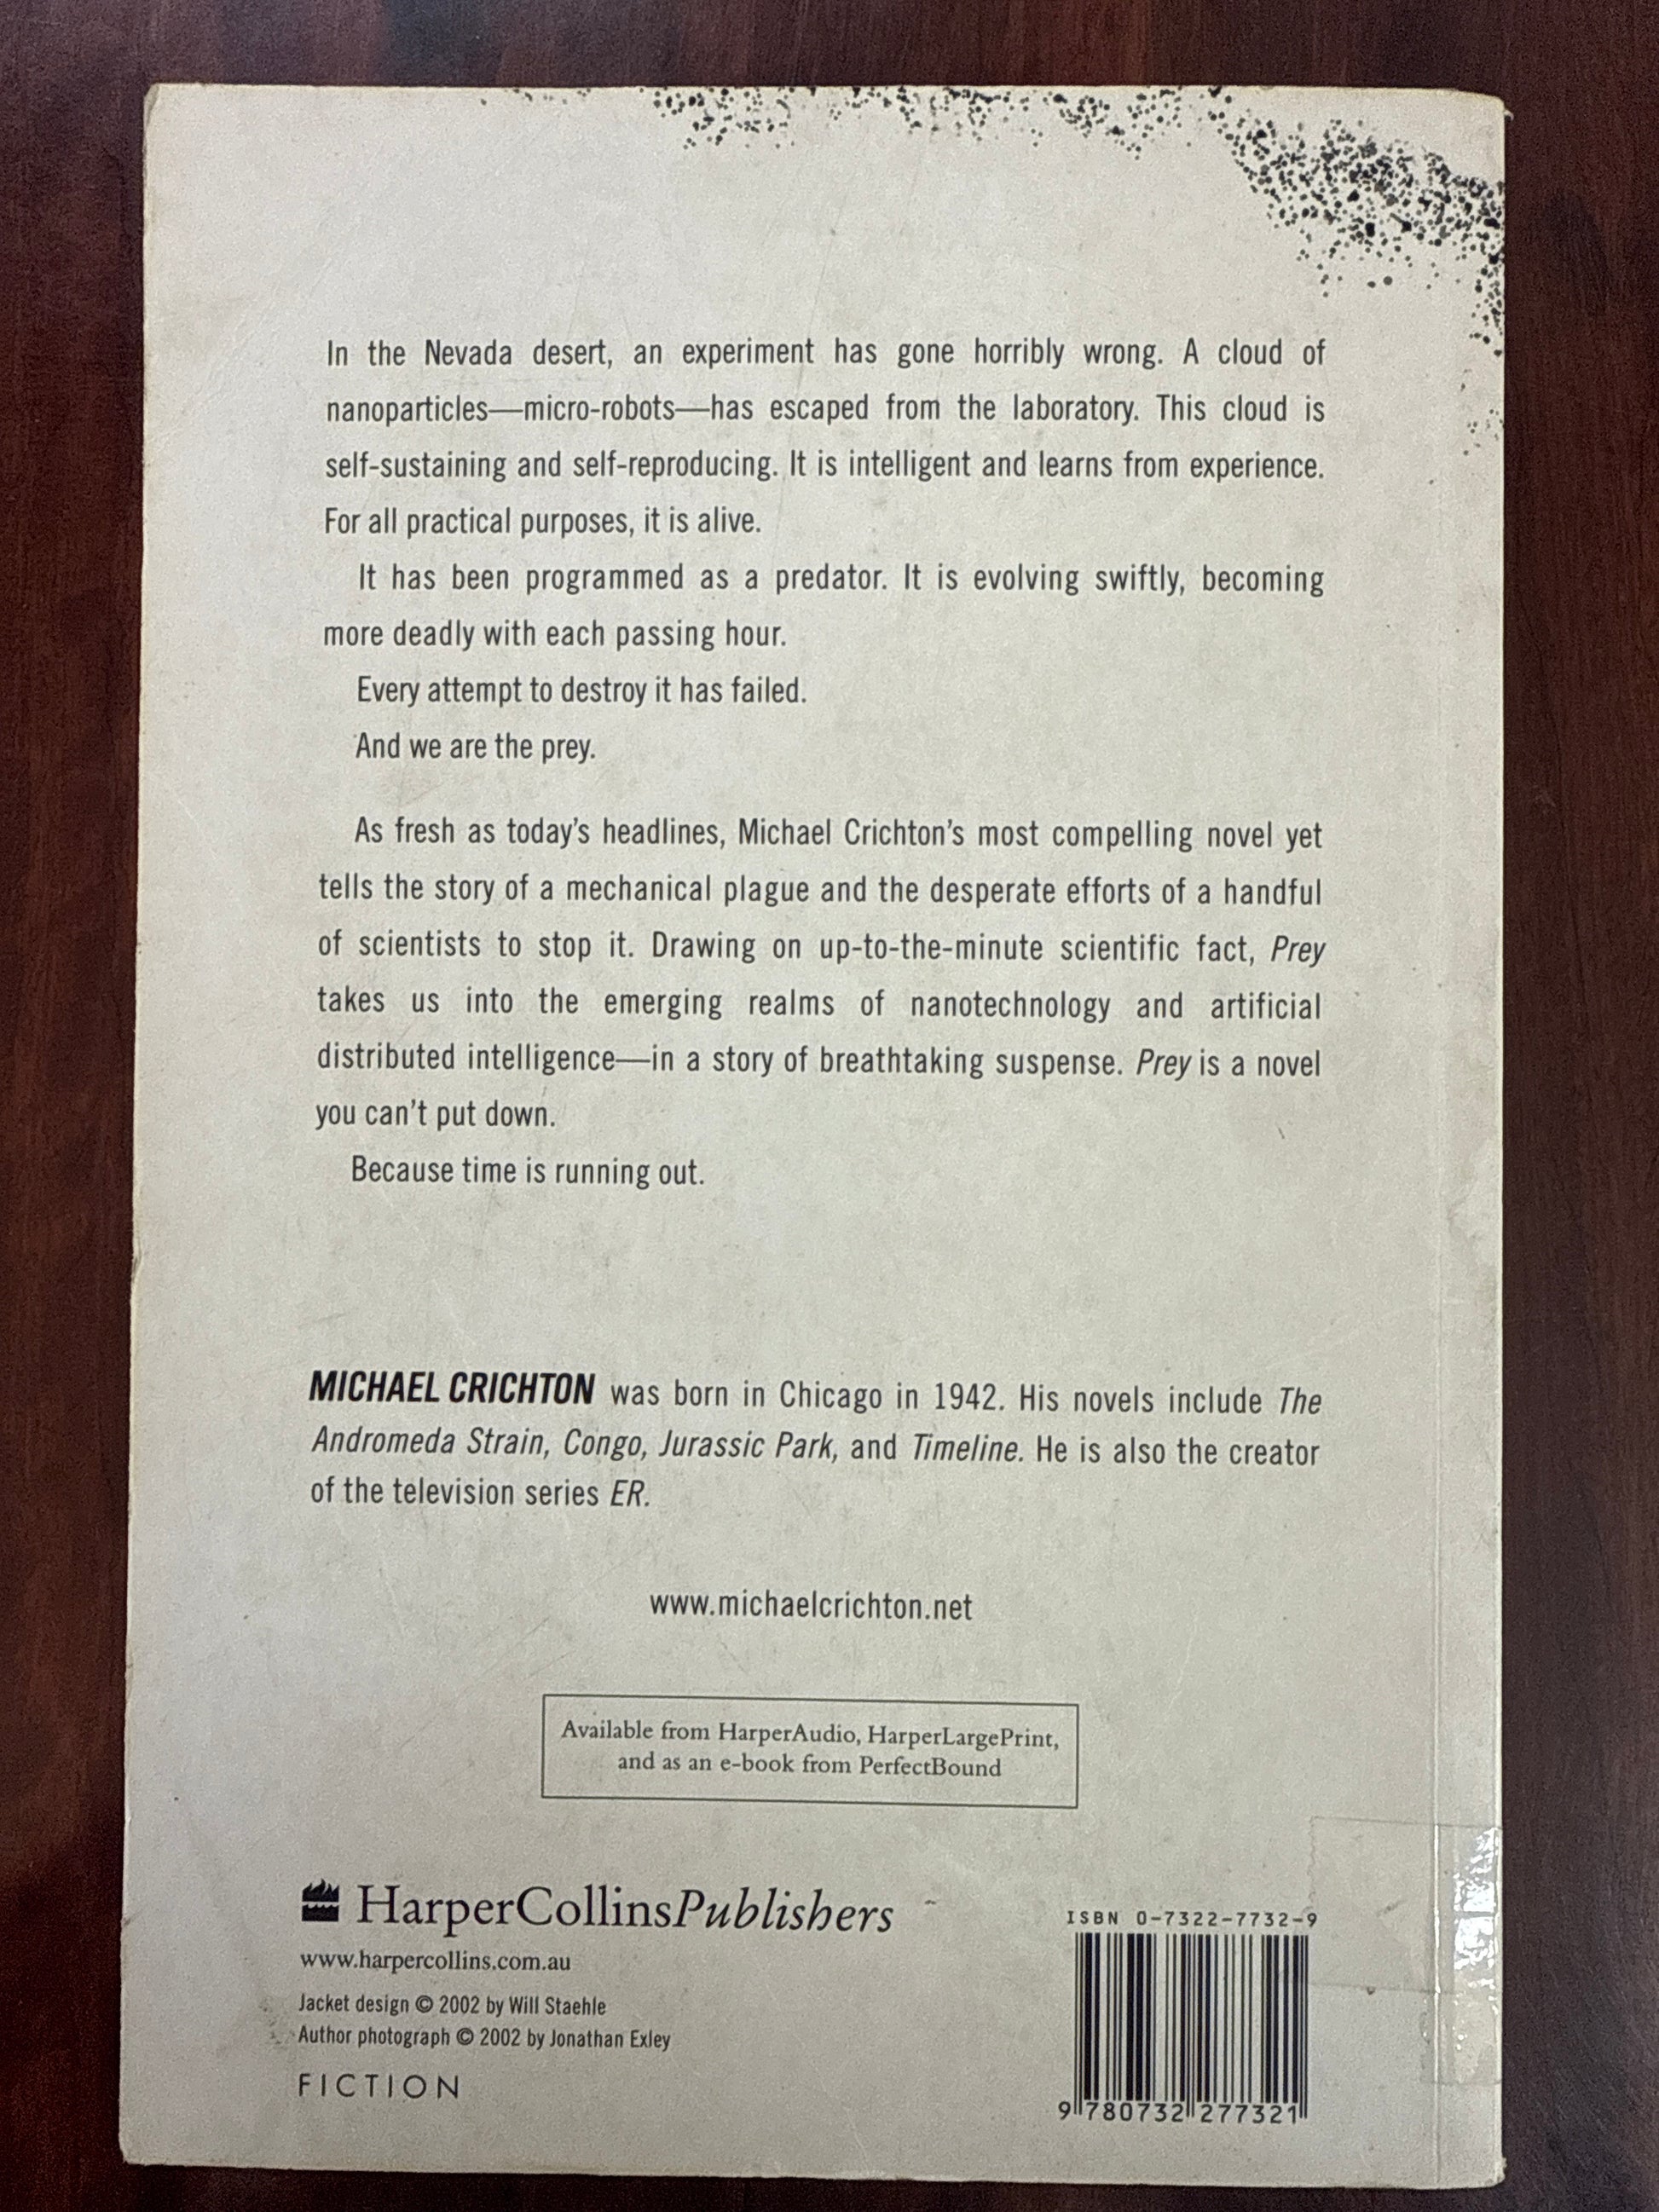 In the Nevada desert, an experiment has gone horribly wrong. A cloud of
nanoparticles—micro-robots—has escaped from the laboratory. This cloud is
self-sustaining and self-reproducing. It is intelligent and learns from experience.
For all practical purposes, it is alive.
It has been programmed as a predator. It is evolving swiftly, becoming
more deadly with each passing hour.
Every attempt to destroy it has failed.
And we are the prey.
As fresh as today's headlines, Michael Crichton's most compelling novel yet
tells the story of a mechanical plague and the desperate efforts of a handful
of scientists to stop it. Drawing on up-to-the-minute scientific fact, Prey
takes us into the emerging realms of nanotechnology and artificial
distributed intelligence—in a story of breathtaking suspense. Prey is a novel
you can't put down.
Because time is running out.
MICHAEL CRICHTON was born in Chicago in 1942. His novels include The
Andromeda Strain, Congo, Jurassic Park, and Timeline. He is also the creator
of the television series ER.
www.michaelcrichton.net
Available from HarperAudio, HarperLargePrint,
and as an e-book from PerfectBound
HarperCollinsPublishers
www.harpercollins.com.au
Jacket design © 2002 by Will Staehle
Author photograph © 2002 by Jonathan Exley
FICTION
ISBN 0-7322-7732-9
9 780732 277321